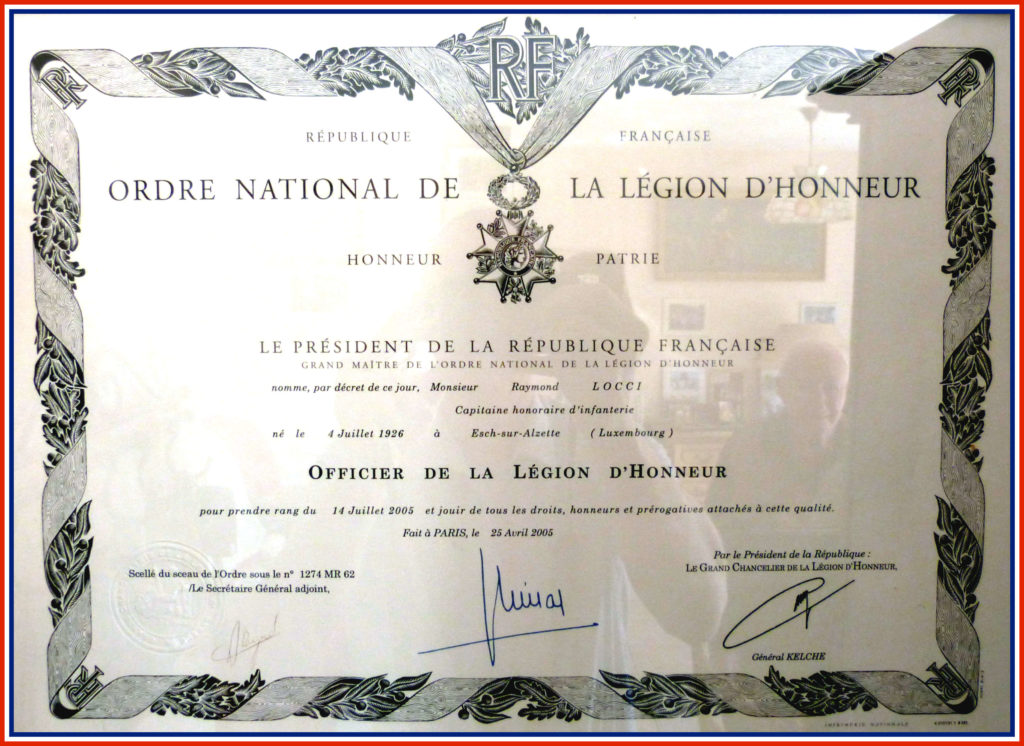 RF
RF
RF
RÉPUBLIQUE FRANÇAISE
ORDRE NATIONAL DE LA LÉGION D'HONNEUR
HONNEUR PATRIE
LE PRÉSIDENT DE LA RÉPUBLIQUE FRANÇAISE
GRAND MAÎTRE DE L'ORDRE NATIONAL DE LA LÉGION D'HONNEUR
nomme, par décret de ce jour, Monsieur Raymond LOCCI
Capitaine honoraire d'infanterie
né le 4 Juillet 1926 à Esch-sur-Alzette (Luxembourg)
OFFICIER DE LA LÉGION D'HONNEUR
pour prendre rang du 14 Juillet 2005 et jouir de tous les droits, honneurs et prérogatives attachés à cette qualité.
Fait à PARIS, le 25 Avril 2005
Par le Président de la République :
LE GRAND CHANCELIER DE LA LÉGION D'HONNEUR,
Scellé du sceau de l'Ordre sous le n° 1274 MR 62
/Le Secrétaire Général adjoint,
Général KELCHE
RF
RF
IMPRIMERIE NATIONALE